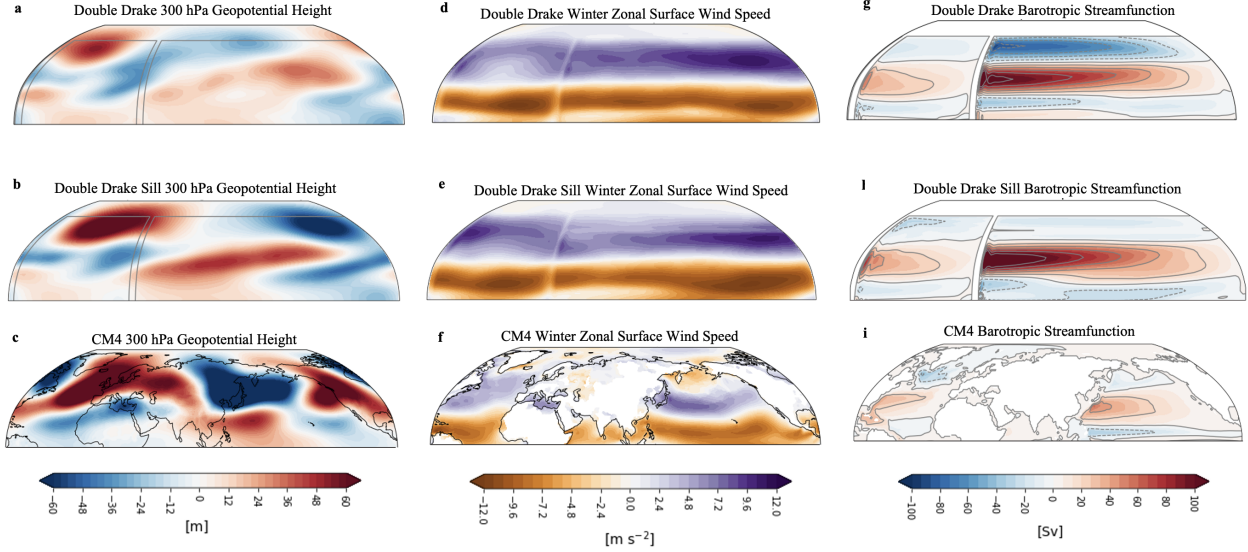 a
Double Drake 300 hPa Geopotential Height
d
Double Drake Winter Zonal Surface Wind Speed
g
Double Drake Barotropic Streamfunction
b
Double Drake Sill 300 hPa Geopotential Height
e
Double Drake Sill Winter Zonal Surface Wind Speed
l
Double Drake Sill Barotropic Streamfunction
c
CM4 300 hPa Geopotential Height
f
CM4 Winter Zonal Surface Wind Speed
i
CM4 Barotropic Streamfunction
−60 −48 −36 −24 −12 0 12 24 36 48 60
[m]
−12.0 −9.6 −7.2 −4.8 −2.4 0.0 2.4 4.8 7.2 9.6 12.0
[m s⁻²]
−100 −80 −60 −40 −20 0 20 40 60 80 100
[Sv]